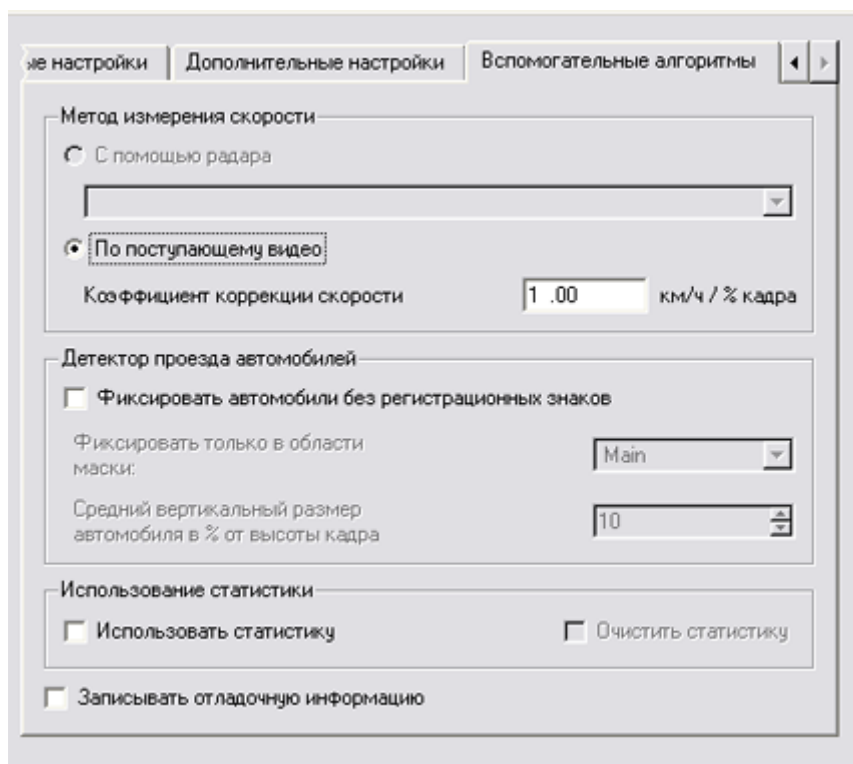 ые настройки Дополнительные настройки Вспомогательные алгоритмы
Метод измерения скорости
С помощью радара
По поступающему видео
Коэффициент коррекции скорости 1 .00 км/ч / % кадра
Детектор проезда автомобилей
Фиксировать автомобили без регистрационных знаков
Фиксировать только в области
маски: Main
Средний вертикальный размер
автомобиля в % от высоты кадра 10
Использование статистики
Использовать статистику Очистить статистику
Записывать отладочную информацию